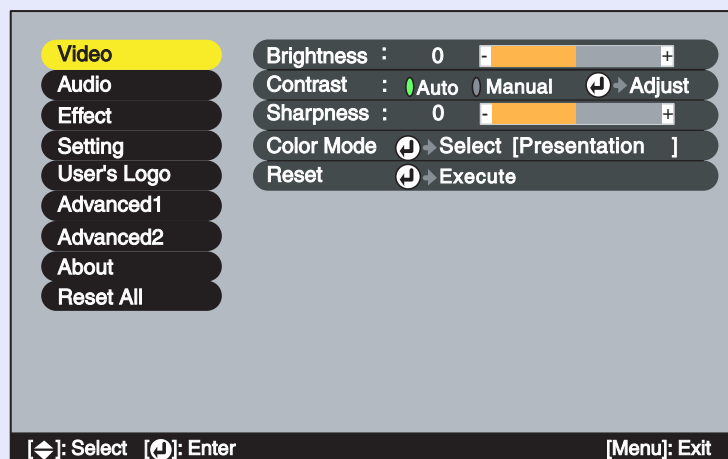 Video
Audio
Effect
Setting
User's Logo
Advanced1
Advanced2
About
Reset All
Brightness : 0 - +
Contrast : Auto Manual Adjust
Sharpness : 0 - +
Color Mode Select [Presentation ]
Reset Execute
[ ]: Select [ ]: Enter [Menu]: Exit